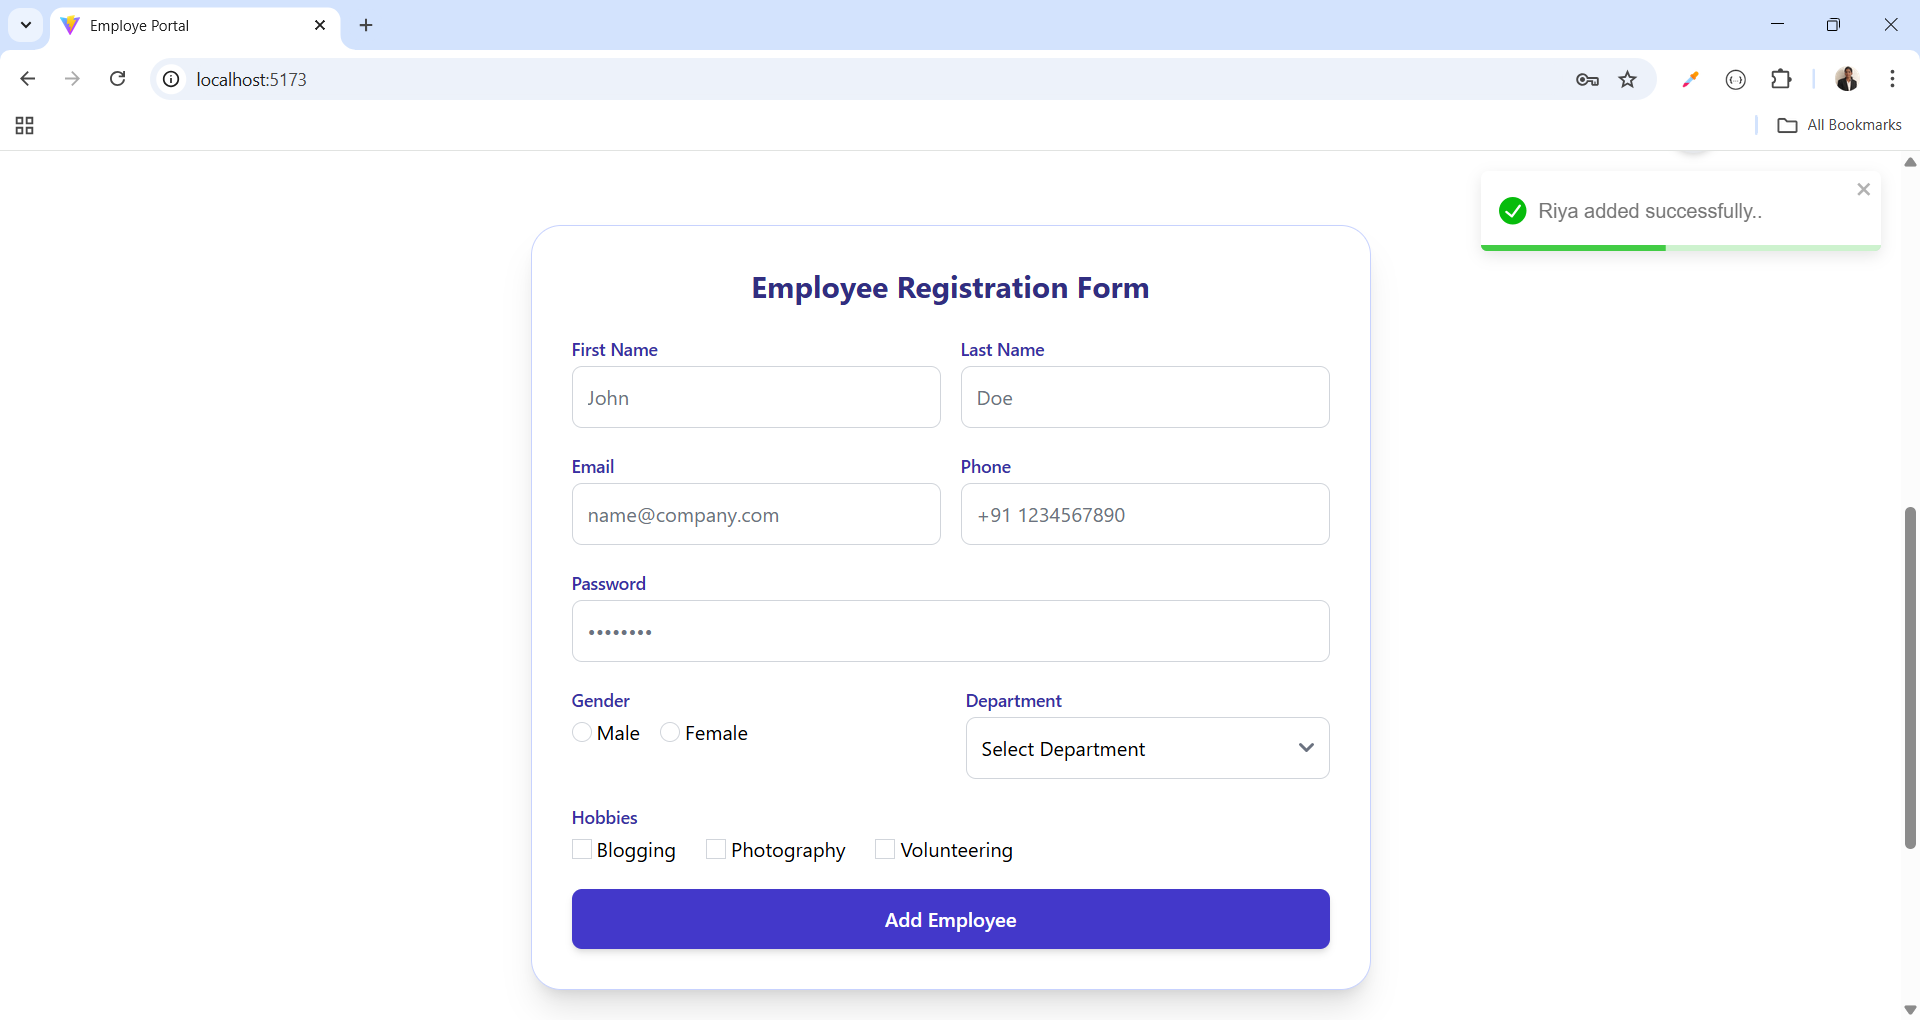 Employe Portal
localhost:5173
All Bookmarks
Riya added successfully..
Employee Registration Form
First Name
Last Name
John
Doe
Email
Phone
name@company.com
+91 1234567890
Password
••••••••
Gender
Department
Male
Female
Select Department
Hobbies
Blogging
Photography
Volunteering
Add Employee